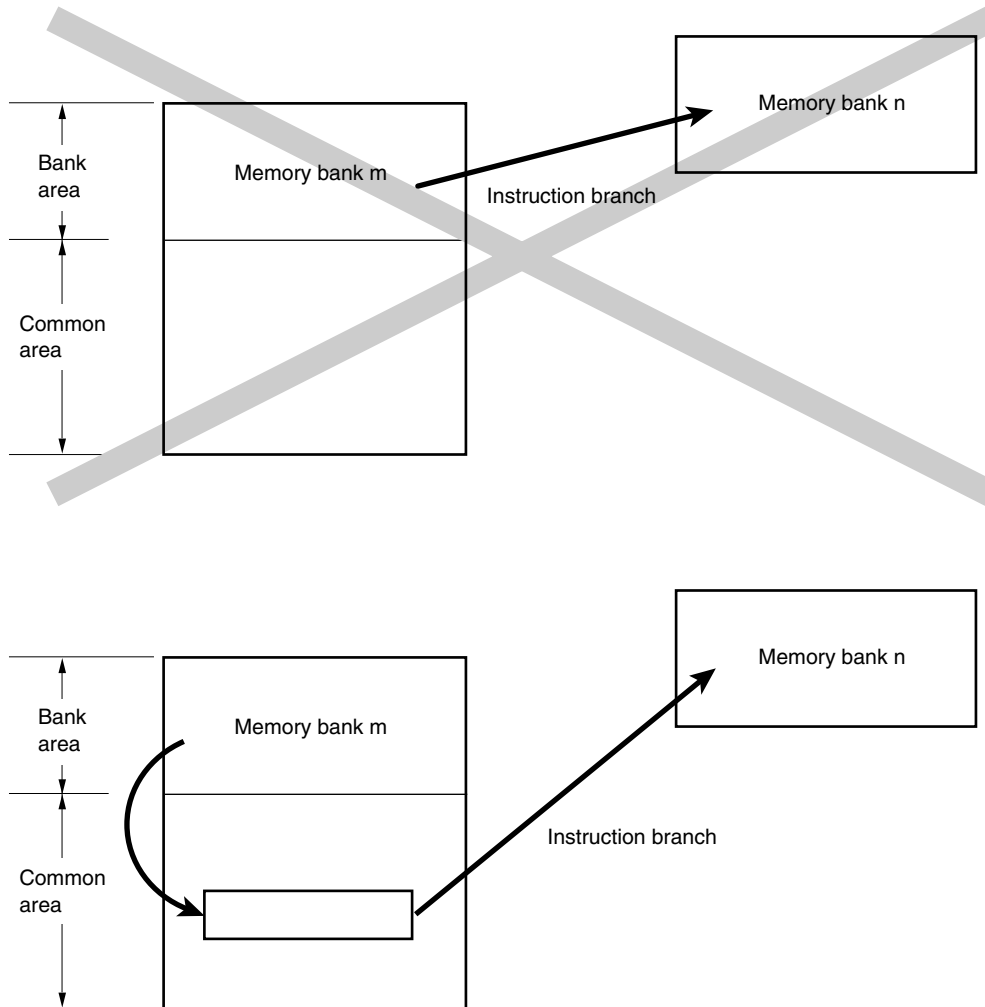 Memory bank n
Bank
area
Memory bank m
Instruction branch
Common
area
Memory bank n
Bank
area
Memory bank m
Instruction branch
Common
area